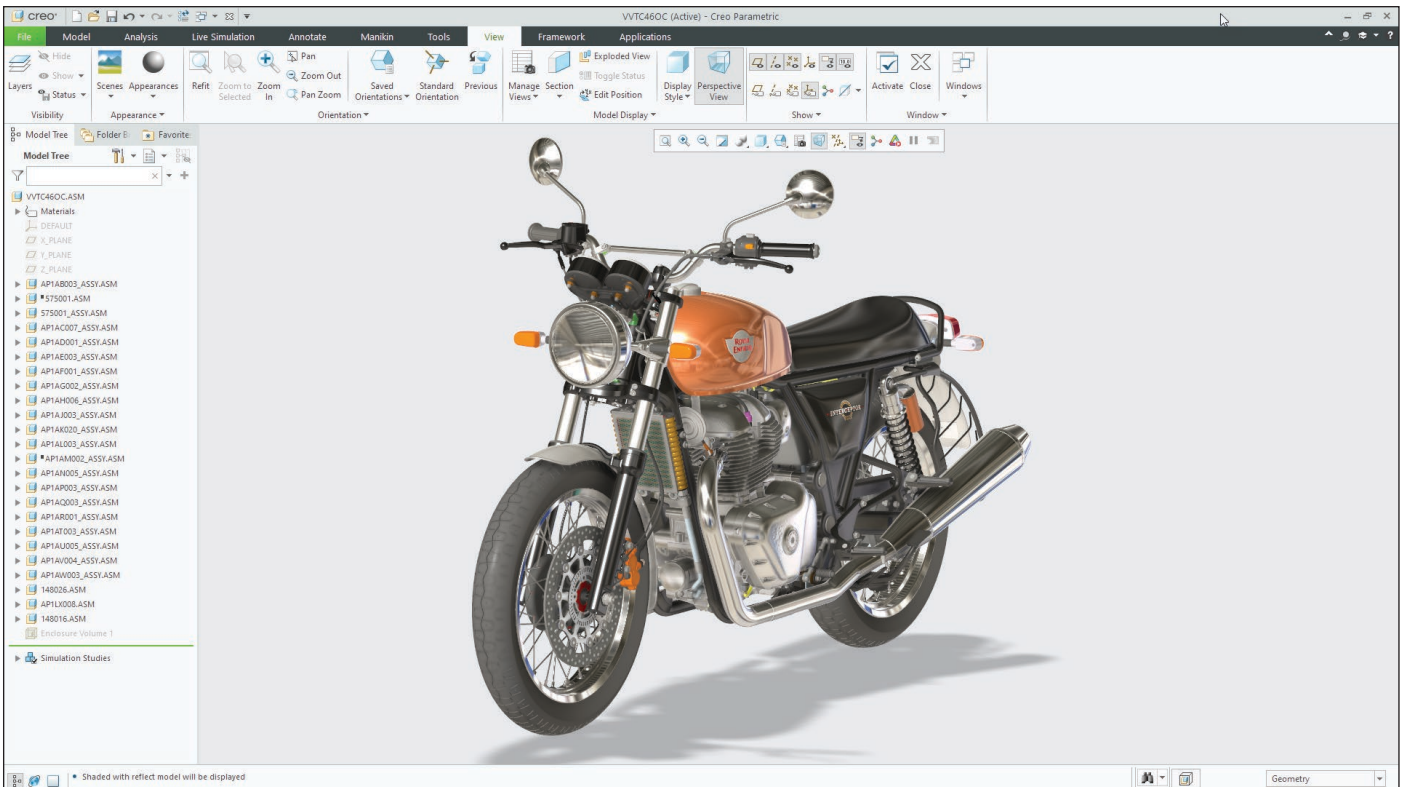 creo®
VVTC46OC (Active) - Creo Parametric
File Model Analysis Live Simulation Annotate Manikin Tools View Framework Applications
Layers
Hide
Show
Status
Visibility
Scenes
Appearances
Appearance
Refit
Zoom to Selected
Zoom In
Pan
Zoom Out
Pan Zoom
Saved Orientations
Standard Orientation
Previous
Orientation
Manage Views
Section
Exploded View
Toggle Status
Edit Position
Display Style
Perspective View
Model Display
Show
Activate
Close
Windows
Window
Model Tree Folder B Favorite
Model Tree
VVTC46OC.ASM
Materials
DEFAULT
X_PLANE
Y_PLANE
Z_PLANE
AP1AB003_ASSY.ASM
575001.ASM
575001_ASSY.ASM
AP1AC007_ASSY.ASM
AP1AD001_ASSY.ASM
AP1AE003_ASSY.ASM
AP1AF001_ASSY.ASM
AP1AG002_ASSY.ASM
AP1AH006_ASSY.ASM
AP1AJ003_ASSY.ASM
AP1AK020_ASSY.ASM
AP1AL003_ASSY.ASM
AP1AM002_ASSY.ASM
AP1AN005_ASSY.ASM
AP1AP003_ASSY.ASM
AP1AQ003_ASSY.ASM
AP1AR001_ASSY.ASM
AP1AT003_ASSY.ASM
AP1AU005_ASSY.ASM
AP1AV004_ASSY.ASM
AP1AW003_ASSY.ASM
148026.ASM
AP1LX008.ASM
148016.ASM
Enclosure Volume 1
Simulation Studies
ROYAL
ENFIELD
INTERCEPTOR
• Shaded with reflect model will be displayed
Geometry